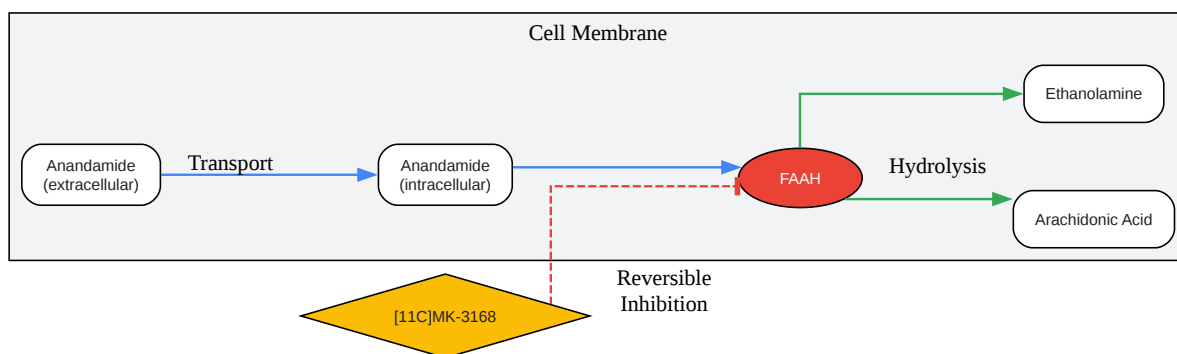 Cell Membrane
Ethanolamine
Anandamide
(extracellular)
Transport
Anandamide
(intracellular)
FAAH
Hydrolysis
Arachidonic Acid
Reversible
Inhibition
[11C]MK-3168